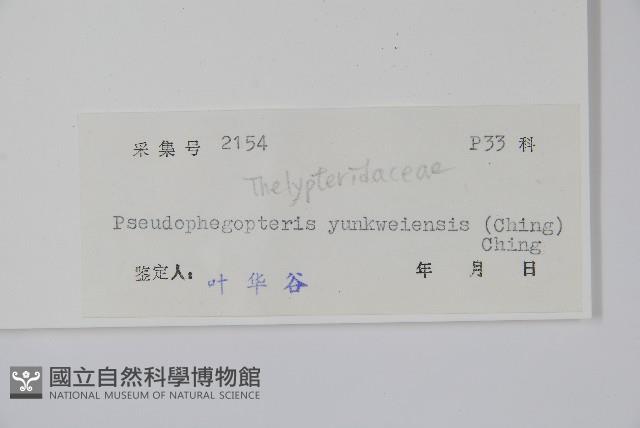 采集号 2154 P33 科
Thelypteridaceae
Pseudophegopteris yunkweiensis (Ching)
Ching
鉴定人: 叶华谷 年 月 日
國立自然科學博物館
NATIONAL MUSEUM OF NATURAL SCIENCE